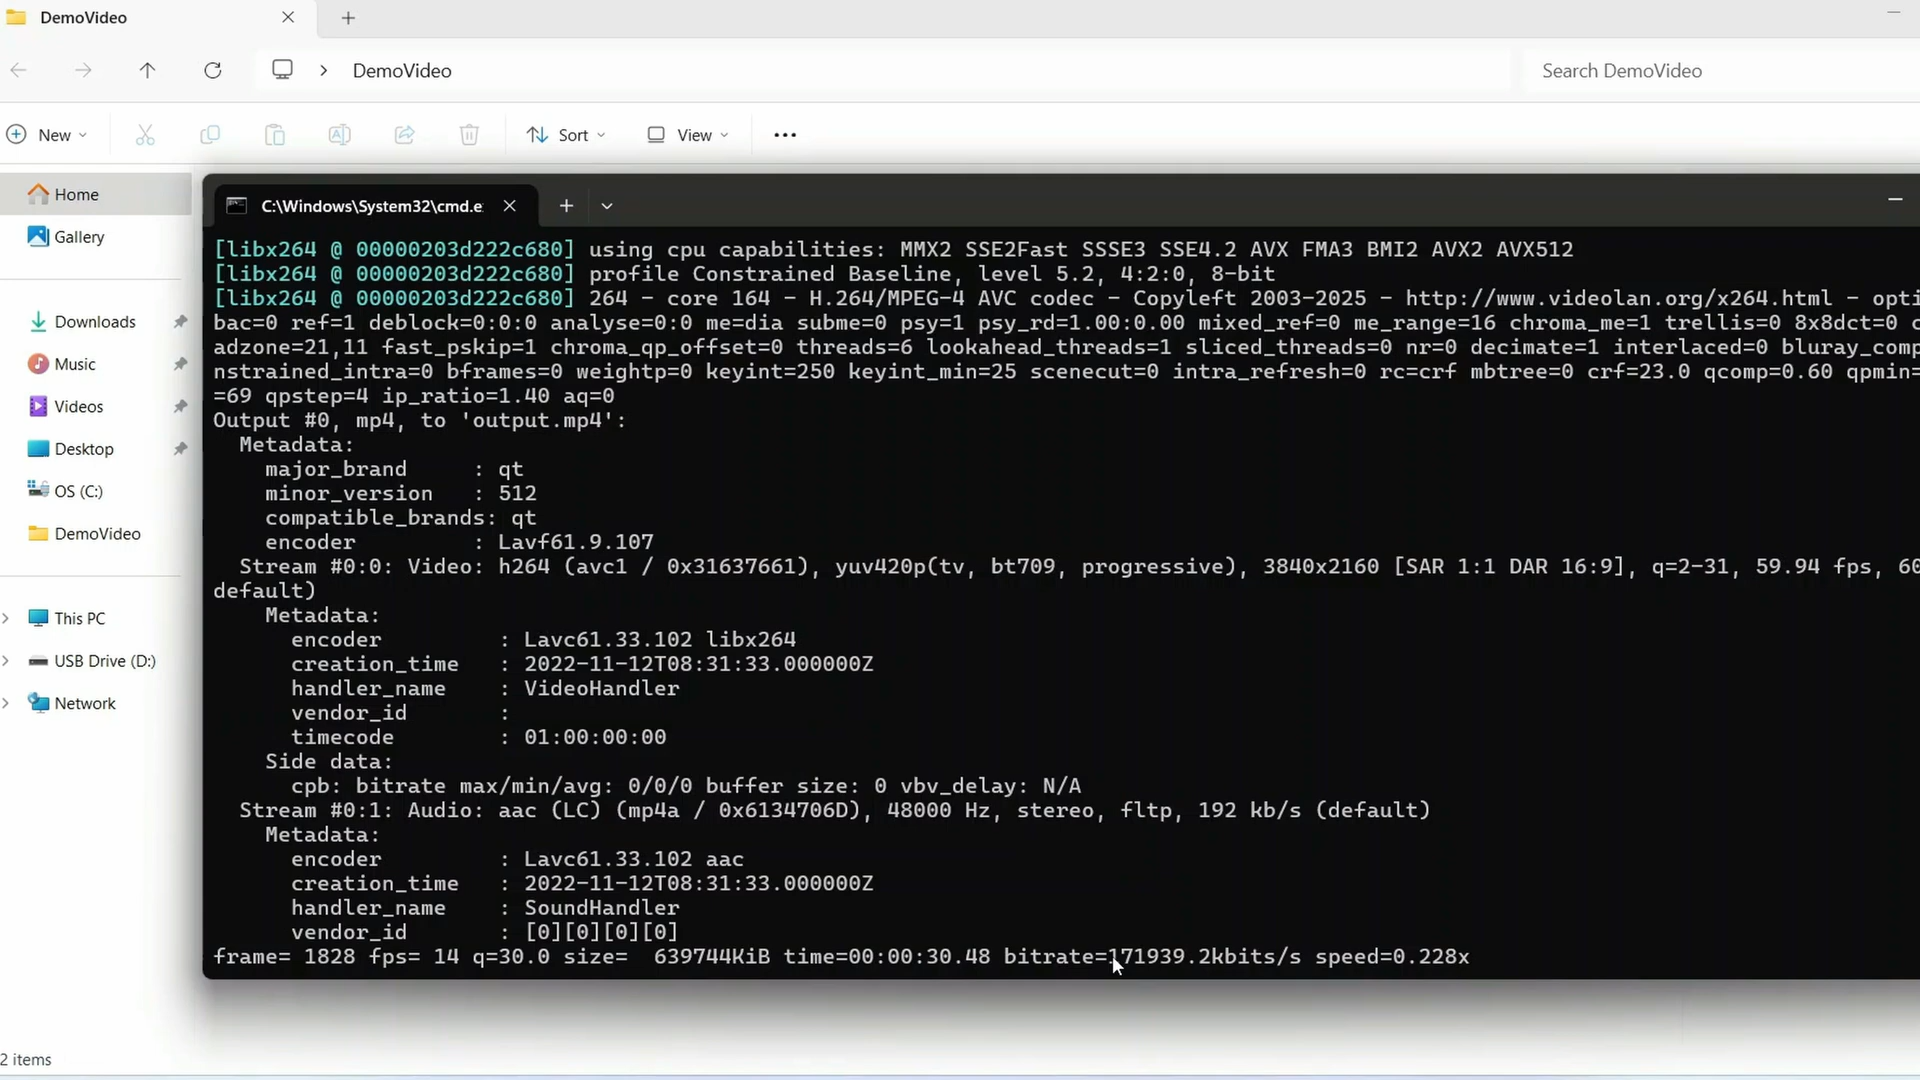 DemoVideo
DemoVideo
Search DemoVideo
New
Sort
View
Home
Gallery
Downloads
Music
Videos
Desktop
OS (C:)
DemoVideo
This PC
USB Drive (D:)
Network
2 items
C:\Windows\System32\cmd.e
[libx264 @ 00000203d222c680] using cpu capabilities: MMX2 SSE2Fast SSSE3 SSE4.2 AVX FMA3 BMI2 AVX2 AVX512
[libx264 @ 00000203d222c680] profile Constrained Baseline, level 5.2, 4:2:0, 8-bit
[libx264 @ 00000203d222c680] 264 - core 164 - H.264/MPEG-4 AVC codec - Copyleft 2003-2025 - http://www.videolan.org/x264.html - opti
bac=0 ref=1 deblock=0:0:0 analyse=0:0 me=dia subme=0 psy=1 psy_rd=1.00:0.00 mixed_ref=0 me_range=16 chroma_me=1 trellis=0 8x8dct=0 c
adzone=21,11 fast_pskip=1 chroma_qp_offset=0 threads=6 lookahead_threads=1 sliced_threads=0 nr=0 decimate=1 interlaced=0 bluray_comp
nstrained_intra=0 bframes=0 weightp=0 keyint=250 keyint_min=25 scenecut=0 intra_refresh=0 rc=crf mbtree=0 crf=23.0 qcomp=0.60 qpmin=
=69 qpstep=4 ip_ratio=1.40 aq=0
Output #0, mp4, to 'output.mp4':
Metadata:
major_brand : qt
minor_version : 512
compatible_brands: qt
encoder : Lavf61.9.107
Stream #0:0: Video: h264 (avc1 / 0x31637661), yuv420p(tv, bt709, progressive), 3840x2160 [SAR 1:1 DAR 16:9], q=2-31, 59.94 fps, 60
default)
Metadata:
encoder : Lavc61.33.102 libx264
creation_time : 2022-11-12T08:31:33.000000Z
handler_name : VideoHandler
vendor_id :
timecode : 01:00:00:00
Side data:
cpb: bitrate max/min/avg: 0/0/0 buffer size: 0 vbv_delay: N/A
Stream #0:1: Audio: aac (LC) (mp4a / 0x6134706D), 48000 Hz, stereo, fltp, 192 kb/s (default)
Metadata:
encoder : Lavc61.33.102 aac
creation_time : 2022-11-12T08:31:33.000000Z
handler_name : SoundHandler
vendor_id : [0][0][0][0]
frame= 1828 fps= 14 q=30.0 size= 639744KiB time=00:00:30.48 bitrate=171939.2kbits/s speed=0.228x